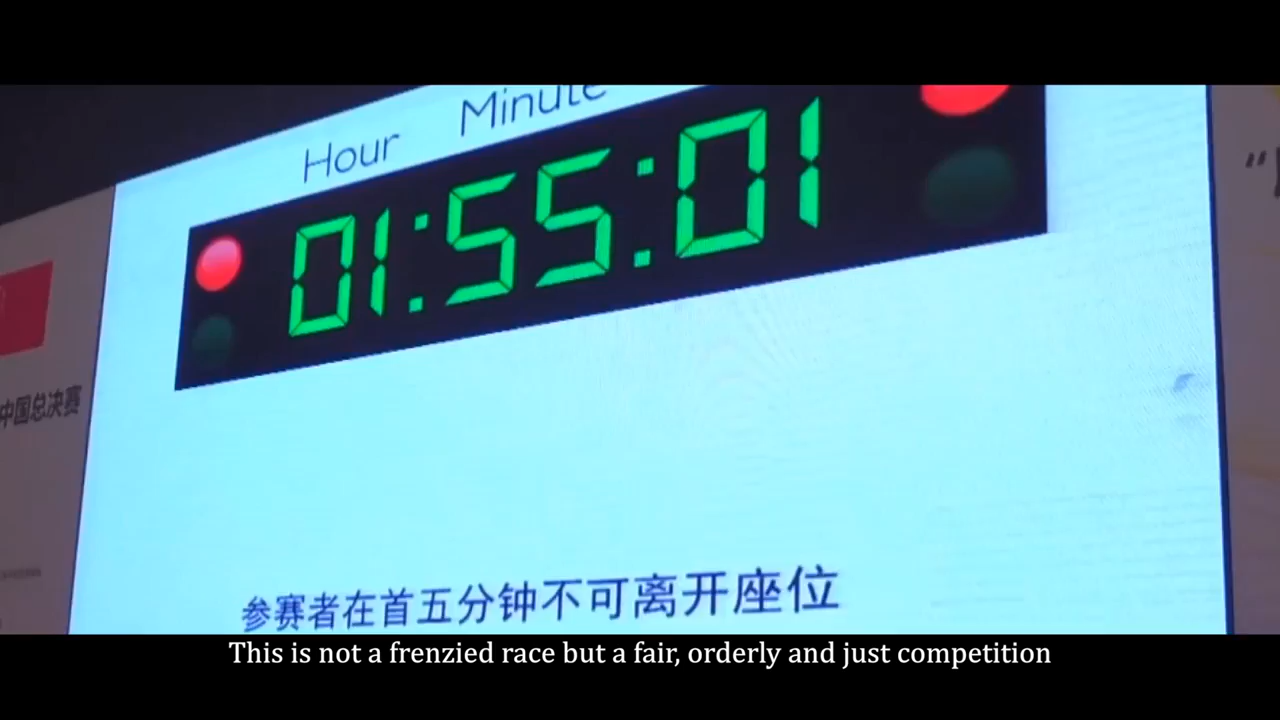 Hour Minute
01:55:01
中国总决赛
参赛者在首五分钟不可离开座位
This is not a frenzied race but a fair, orderly and just competition